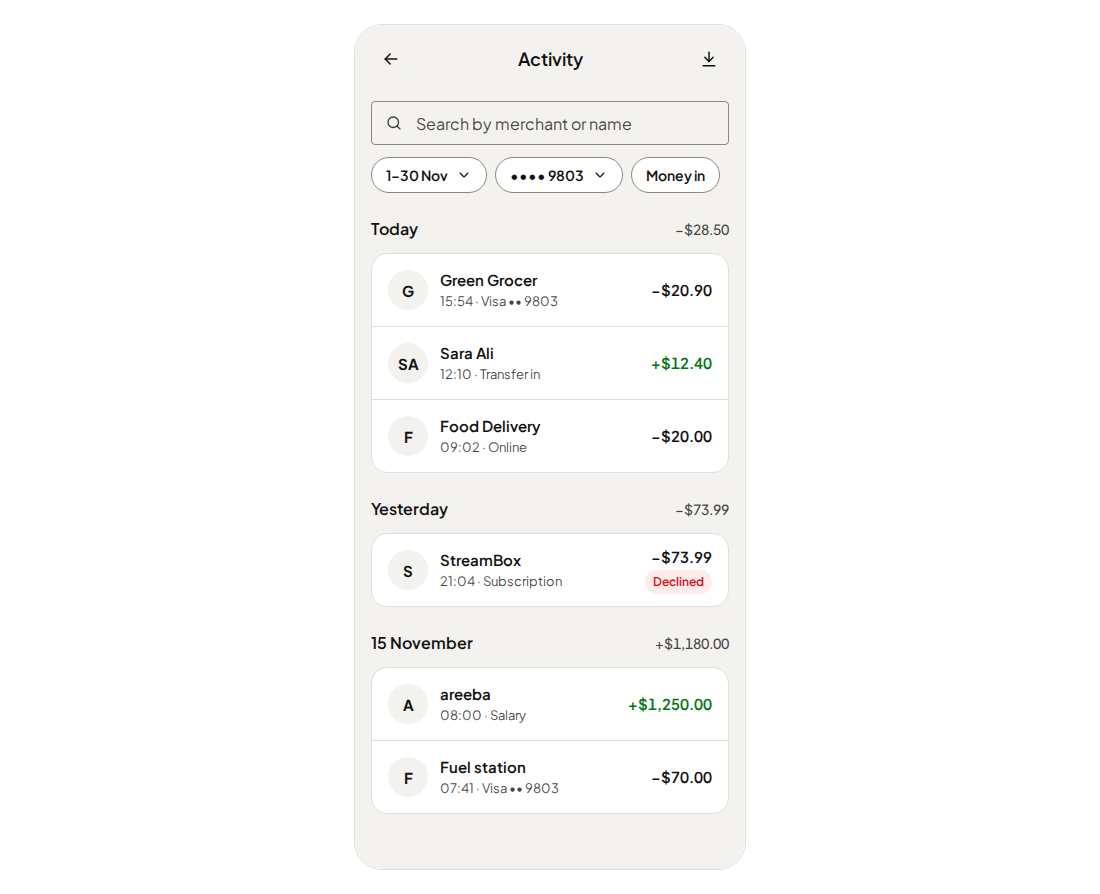 Activity
Search by merchant or name
1–30 Nov
•••• 9803
Money in
Today
−$28.50
G
Green Grocer
−$20.90
15:54 · Visa •• 9803
SA
Sara Ali
+$12.40
12:10 · Transfer in
F
Food Delivery
−$20.00
09:02 · Online
Yesterday
−$73.99
S
StreamBox
−$73.99
21:04 · Subscription
Declined
15 November
+$1,180.00
A
areeba
+$1,250.00
08:00 · Salary
F
Fuel station
−$70.00
07:41 · Visa •• 9803